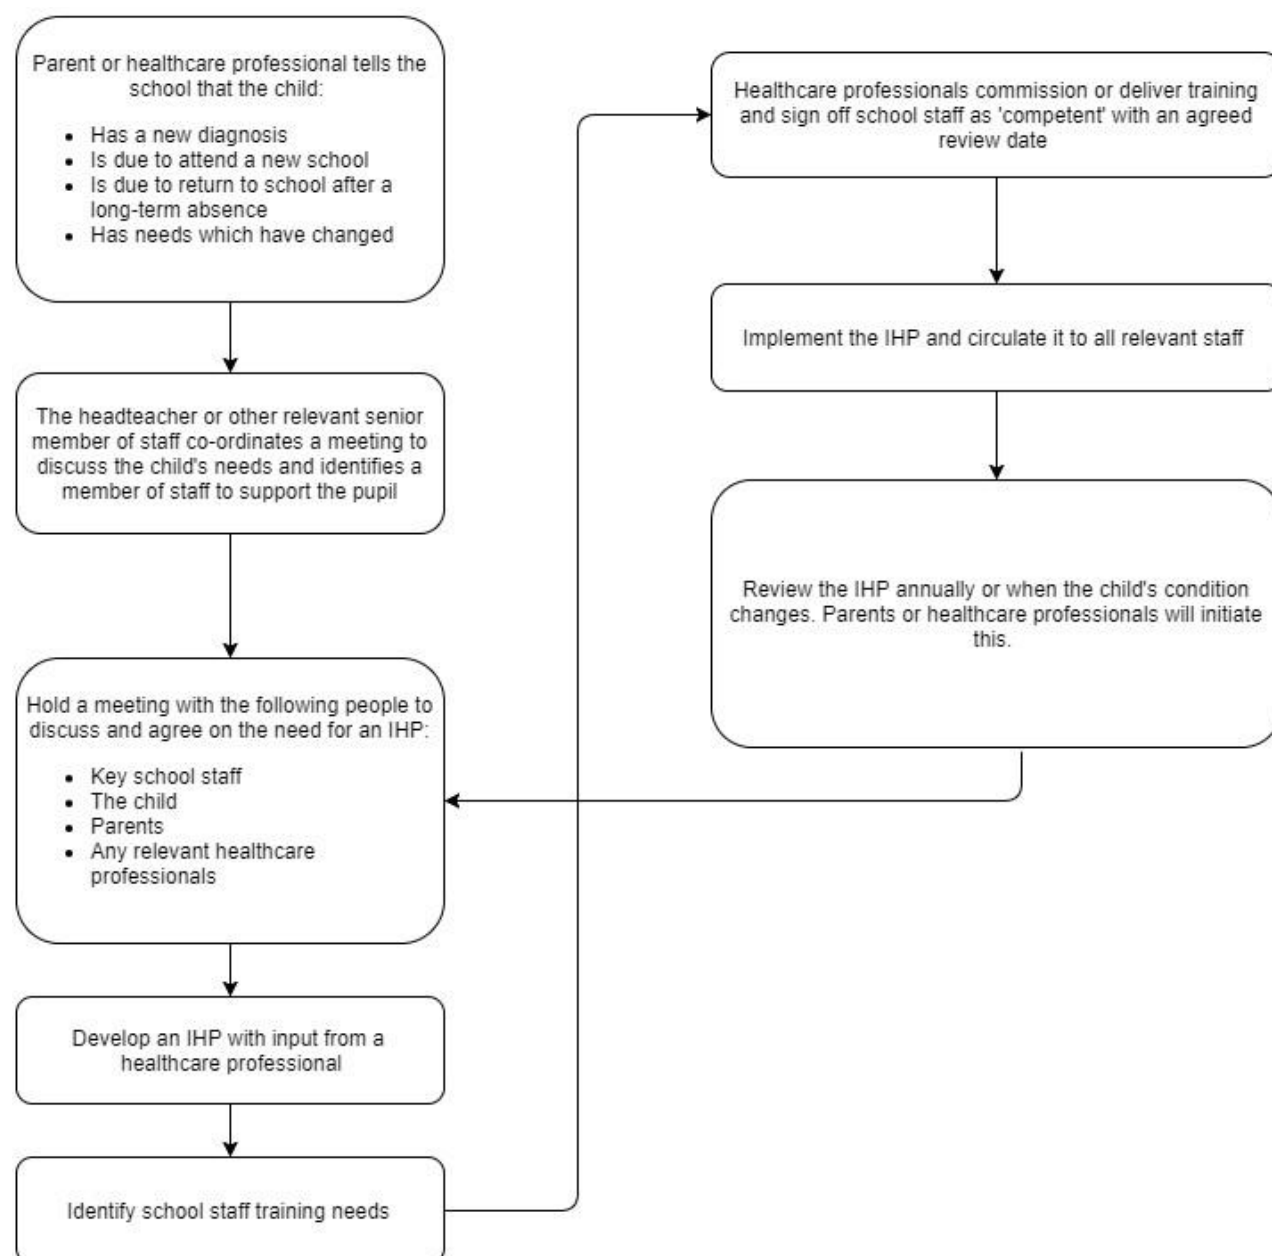 Parent or healthcare professional tells the
school that the child:
• Has a new diagnosis
• Is due to attend a new school
• Is due to return to school after a
long-term absence
• Has needs which have changed
The headteacher or other relevant senior
member of staff co-ordinates a meeting to
discuss the child's needs and identifies a
member of staff to support the pupil
Hold a meeting with the following people to
discuss and agree on the need for an IHP:
• Key school staff
• The child
• Parents
• Any relevant healthcare
professionals
Develop an IHP with input from a
healthcare professional
Identify school staff training needs
Healthcare professionals commission or deliver training
and sign off school staff as 'competent' with an agreed
review date
Implement the IHP and circulate it to all relevant staff
Review the IHP annually or when the child's condition
changes. Parents or healthcare professionals will initiate
this.